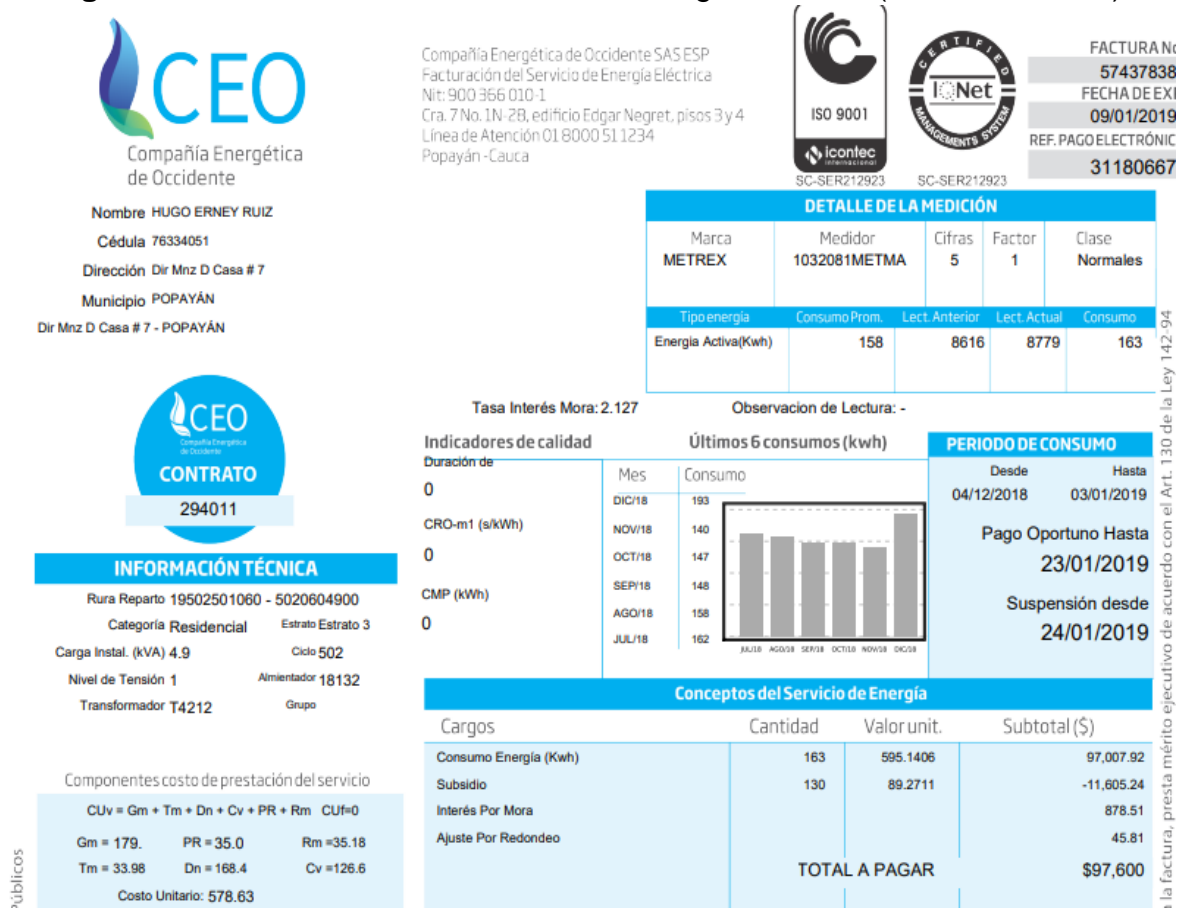 CEO
Compañía Energética
de Occidente
Compañía Energética de Occidente SAS ESP
Facturación del Servicio de Energía Eléctrica
Nit: 900 366 010-1
Cra. 7 No. 1N-28, edificio Edgar Negret, pisos 3 y 4
Línea de Atención 01 8000 511234
Popayán -Cauca
ISO 9001
icontec
internacional
SC-SER212923
CERTIFIED
IQNet
MANAGEMENTS SYSTEM
SC-SER212923
FACTURA No
57437838
FECHA DE EXP
09/01/2019
REF. PAGO ELECTRÓNIC
31180667
Nombre HUGO ERNEY RUIZ
Cédula 76334051
Dirección Dir Mnz D Casa # 7
Municipio POPAYÁN
Dir Mnz D Casa # 7 - POPAYÁN
DETALLE DE LA MEDICIÓN
Marca Medidor Cifras Factor Clase
METREX 1032081METMA 5 1 Normales
Tipo energía Consumo Prom. Lect. Anterior Lect. Actual Consumo
Energia Activa(Kwh) 158 8616 8779 163
Tasa Interés Mora: 2.127 Observacion de Lectura: -
CEO
Compañía Energética
de Occidente
CONTRATO
294011
Indicadores de calidad
Duración de
0
CRO-m1 (s/kWh)
0
CMP (kWh)
0
Últimos 6 consumos (kwh)
Mes Consumo
DIC/18 193
NOV/18 140
OCT/18 147
SEP/18 148
AGO/18 158
JUL/18 162
JUL/18 AGO/18 SEP/18 OCT/18 NOV/18 DIC/18
PERIODO DE CONSUMO
Desde Hasta
04/12/2018 03/01/2019
Pago Oportuno Hasta
23/01/2019
Suspensión desde
24/01/2019
INFORMACIÓN TÉCNICA
Rura Reparto 19502501060 - 5020604900
Categoría Residencial Estrato Estrato 3
Carga Instal. (kVA) 4.9 Ciclo 502
Nivel de Tensión 1 Almientador 18132
Transformador T4212 Grupo
Conceptos del Servicio de Energía
Cargos Cantidad Valor unit. Subtotal ($)
Consumo Energía (Kwh) 163 595.1406 97,007.92
Subsidio 130 89.2711 -11,605.24
Interés Por Mora 878.51
Ajuste Por Redondeo 45.81
TOTAL A PAGAR $97,600
Componentes costo de prestación del servicio
CUv = Gm + Tm + Dn + Cv + PR + Rm CUf=0
Gm = 179. PR = 35.0 Rm =35.18
Tm = 33.98 Dn = 168.4 Cv =126.6
Costo Unitario: 578.63
Públicos
la factura, presta mérito ejecutivo de acuerdo con el Art. 130 de la Ley 142-94